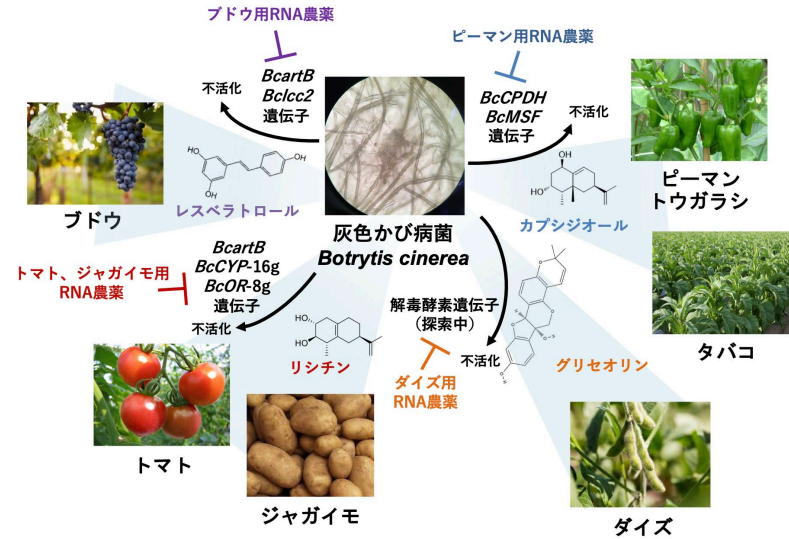 ブドウ用RNA農薬
ピーマン用RNA農薬
不活化
BcartB
Bclcc2
遺伝子
BcCPDH
BcMSF
遺伝子
不活化
HO
OH
OH
レスベラトロール
ブドウ
OH
HO
カプシジオール
ピーマン
トウガラシ
灰色かび病菌
Botrytis cinerea
トマト、ジャガイモ用
RNA農薬
BcartB
BcCYP-16g
BcOR-8g
遺伝子
不活化
HO
HO
リシチン
解毒酵素遺伝子
（探索中）
不活化
ダイズ用
RNA農薬
O
O
H
O
O
H
O
H
グリセオリン
タバコ
トマト
ジャガイモ
ダイズ